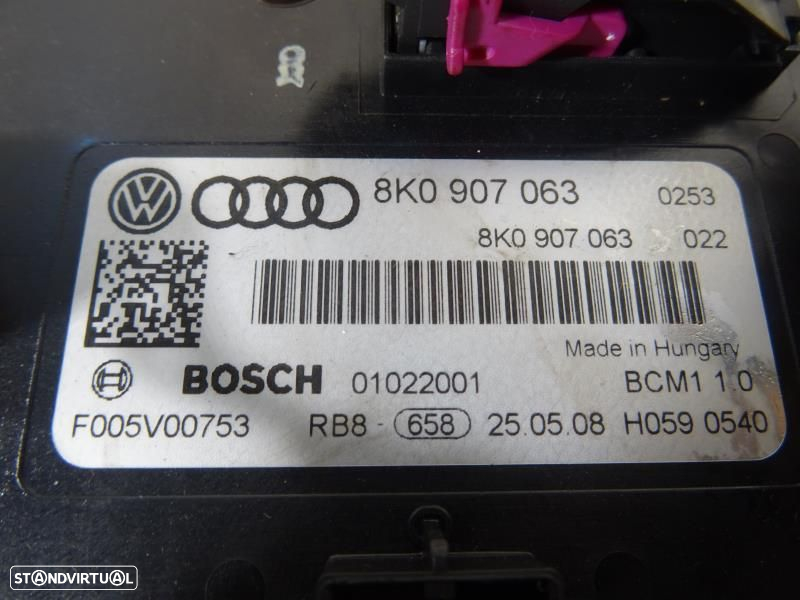 8K0 907 063 0253
8K0 907 063 022
Made in Hungary
BOSCH 01022001 BCM1 1.0
F005V00753 RB8 - 658 25.05.08 H059 0540
STANDVIRTUAL